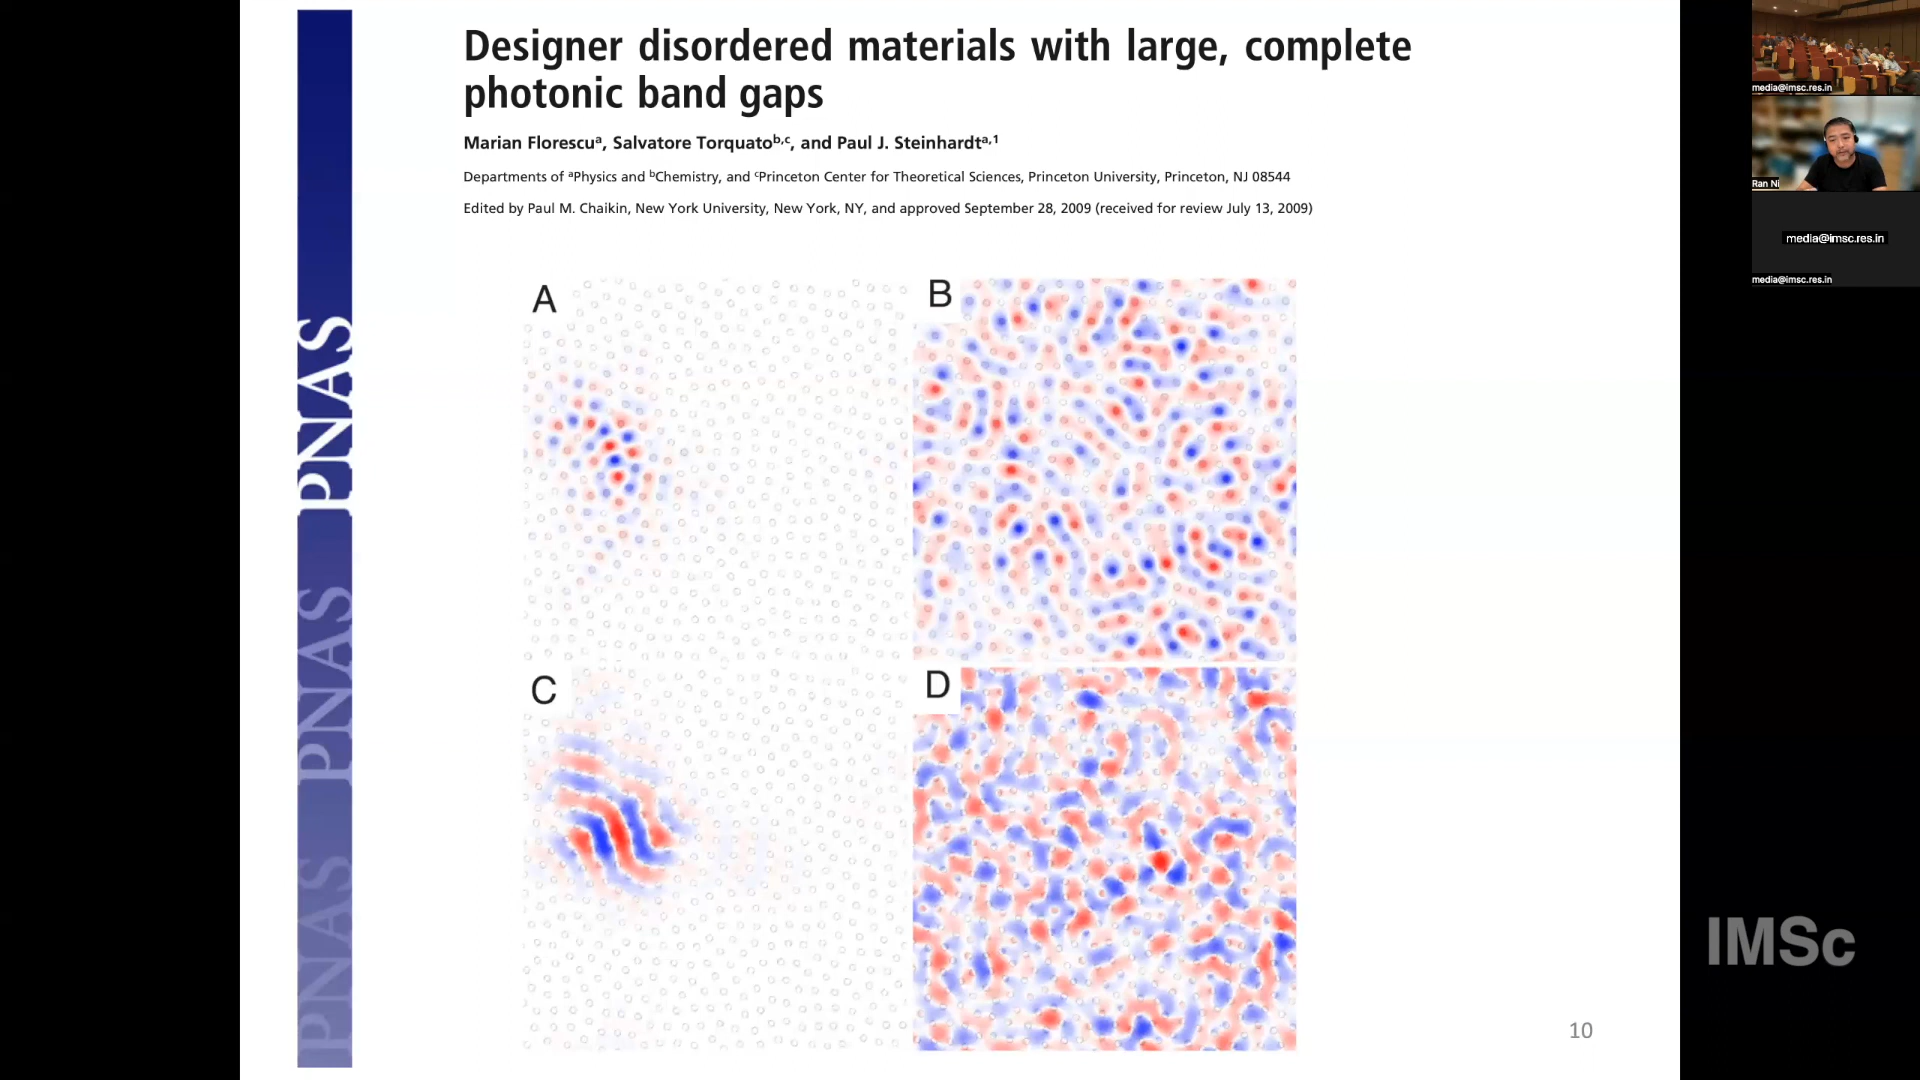 Designer disordered materials with large, complete
photonic band gaps
Marian Florescuᵃ, Salvatore Torquatoᵇ,ᶜ, and Paul J. Steinhardtᵃ,¹
Departments of ᵃPhysics and ᵇChemistry, and ᶜPrinceton Center for Theoretical Sciences, Princeton University, Princeton, NJ 08544
Edited by Paul M. Chaikin, New York University, New York, NY, and approved September 28, 2009 (received for review July 13, 2009)
PNAS
PNAS
PNAS
A
B
C
D
10
media@imsc.res.in
Ran Ni
media@imsc.res.in
media@imsc.res.in
IMSc